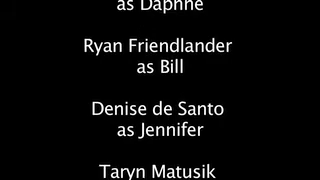 as Daphne
Ryan Friendlander
as Bill
Denise de Santo
as Jennifer
Taryn Matusik